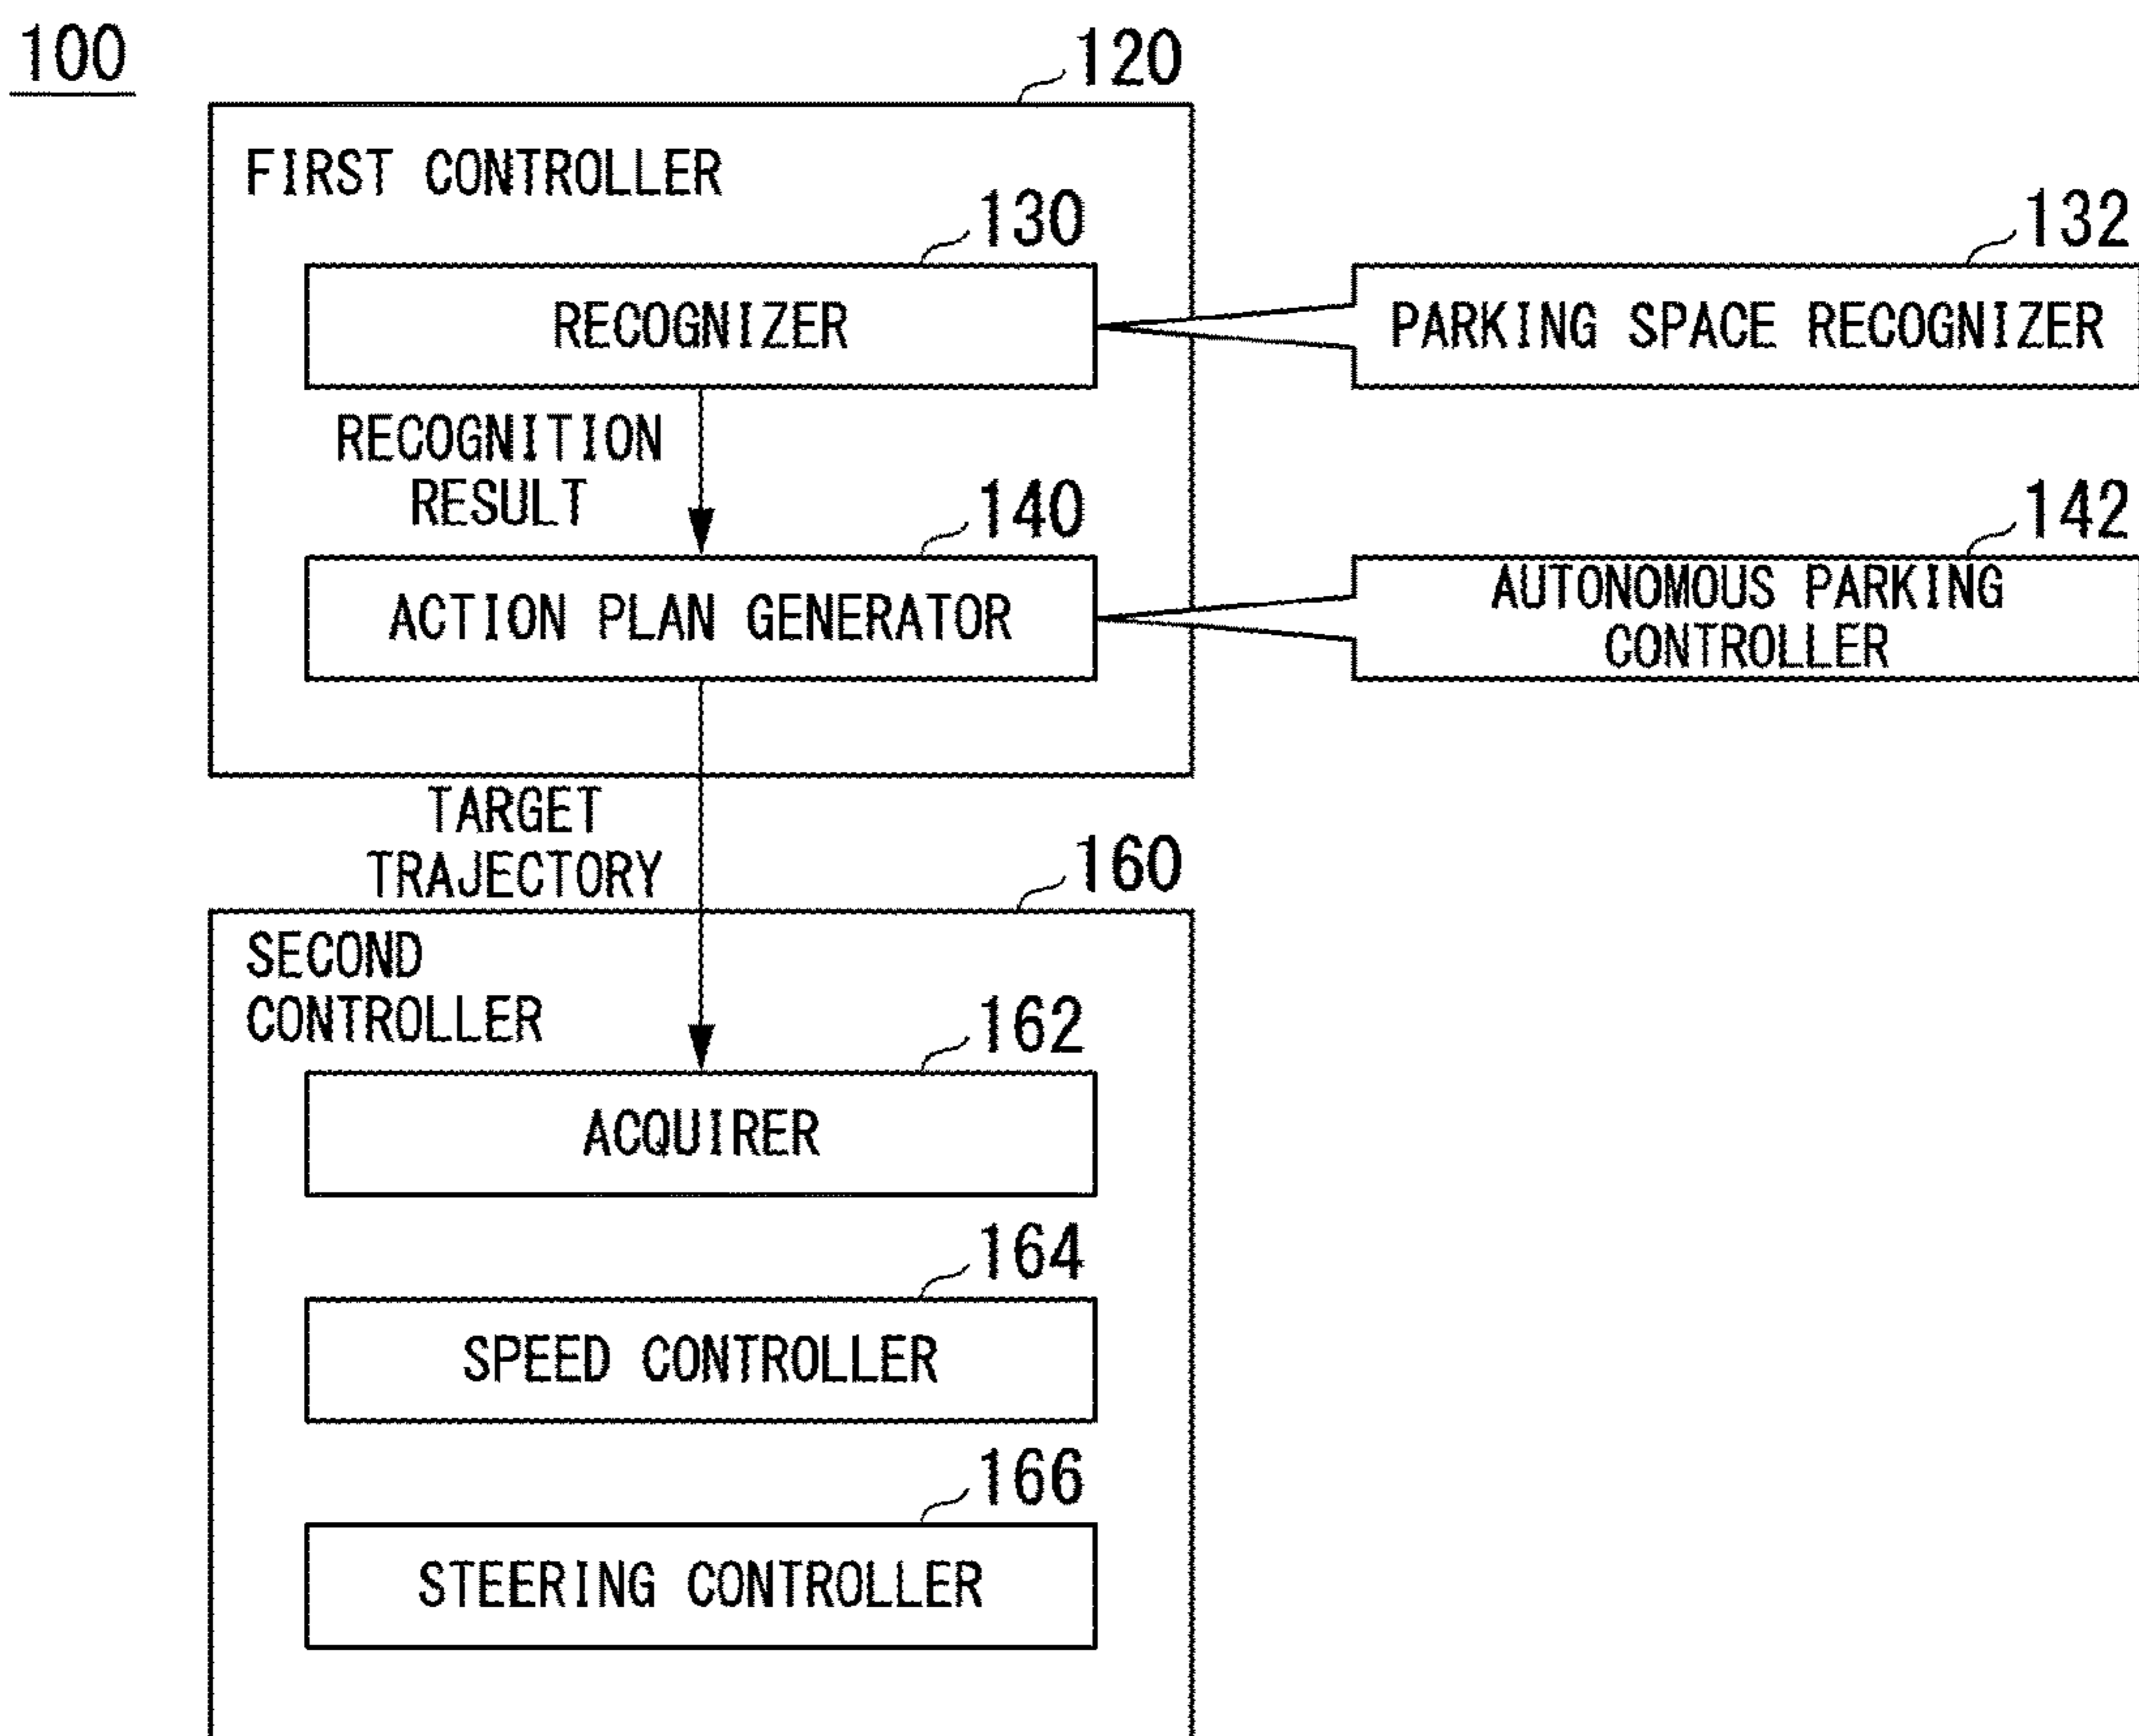 100
120
FIRST CONTROLLER
130
132
RECOGNIZER
PARKING SPACE RECOGNIZER
RECOGNITION
RESULT
140
142
ACTION PLAN GENERATOR
AUTONOMOUS PARKING
CONTROLLER
TARGET
TRAJECTORY
160
SECOND
CONTROLLER
162
ACQUIRER
164
SPEED CONTROLLER
166
STEERING CONTROLLER